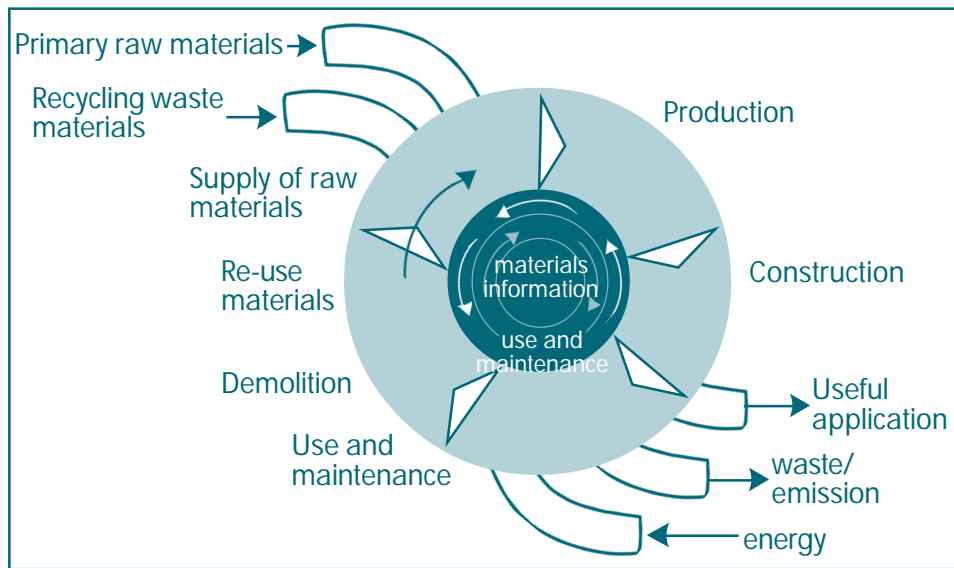 Primary raw materials
Recycling waste
materials
Production
Supply of raw
materials
Re-use
materials
materials
information
Construction
use and
maintenance
Demolition
Useful
application
Use and
maintenance
waste/
emission
energy